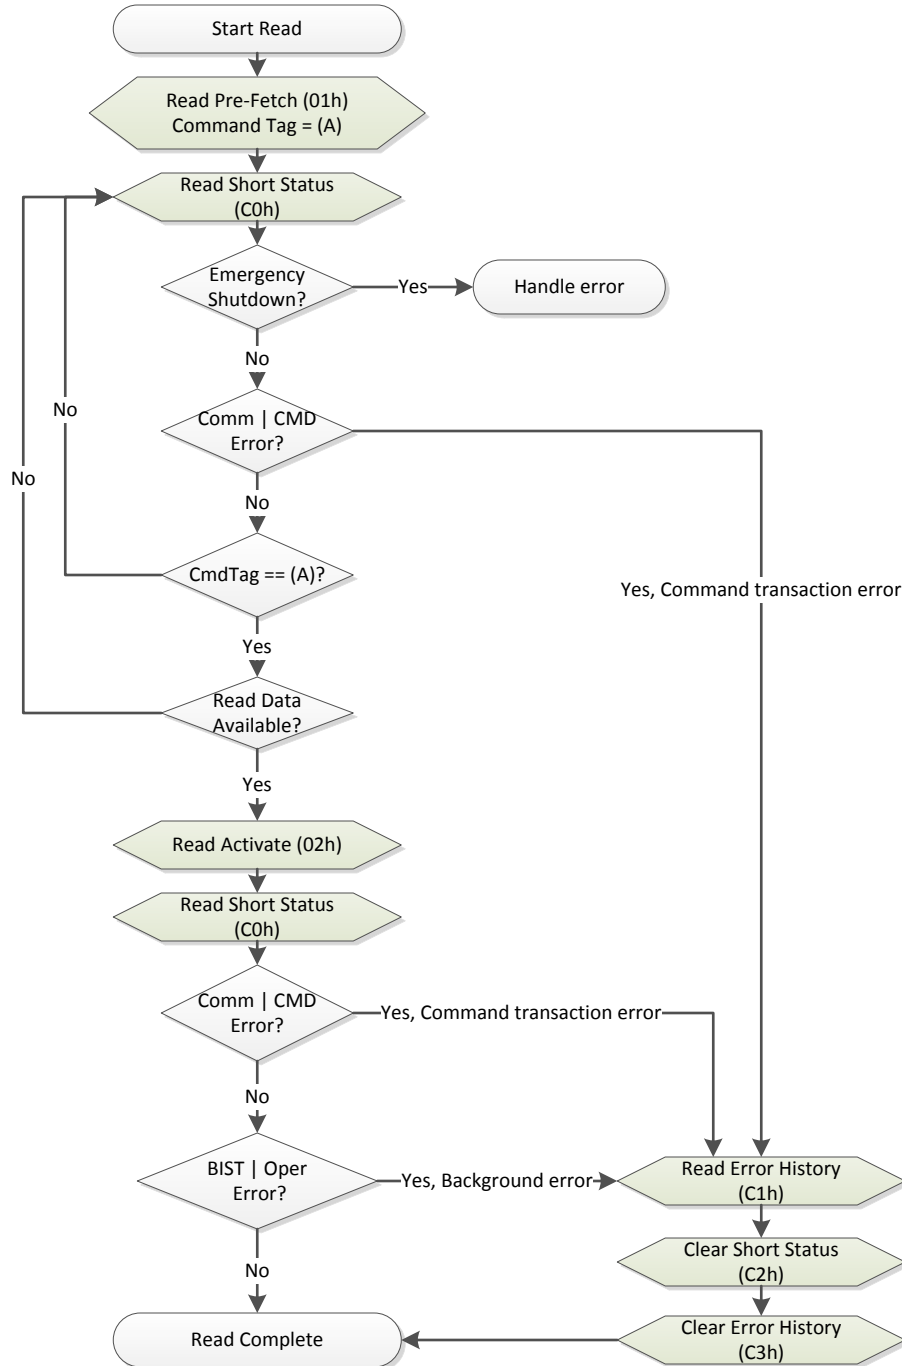 Start Read
Read Pre-Fetch (01h)
Command Tag = (A)
Read Short Status
(C0h)
Emergency
Shutdown?
Yes
Handle error
No
Comm | CMD
Error?
No
No
No
CmdTag == (A)?
Yes, Command transaction error
Yes
Read Data
Available?
Yes
Read Activate (02h)
Read Short Status
(C0h)
Comm | CMD
Error?
Yes, Command transaction error
No
BIST | Oper
Error?
Yes, Background error
Read Error History
(C1h)
Clear Short Status
(C2h)
No
Read Complete
Clear Error History
(C3h)